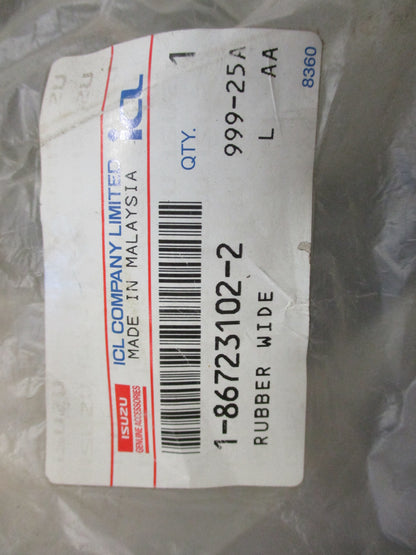 ISUZU
GENUINE ACCESSORIES
ICL COMPANY LIMITED
MADE IN MALAYSIA
ICL
QTY. 1
1-86723102-2
999-25A
RUBBER WIDE
L AA
8360